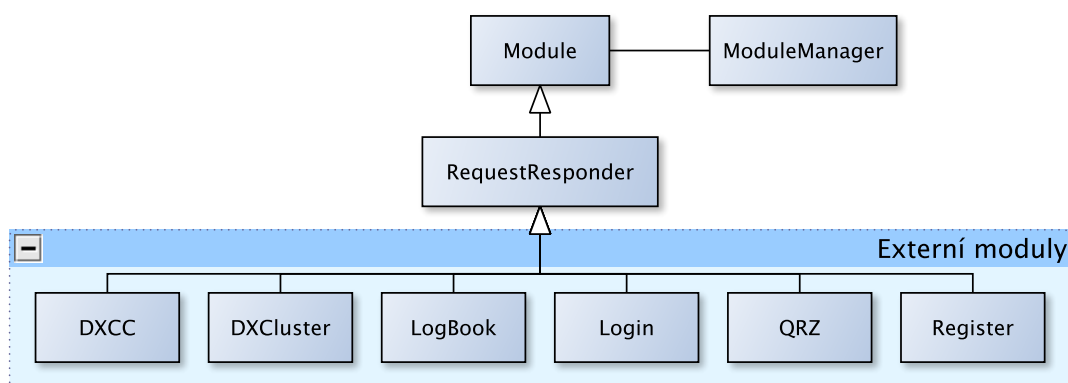 Module
ModuleManager
RequestResponder
Externí moduly
DXCC
DXCluster
LogBook
Login
QRZ
Register